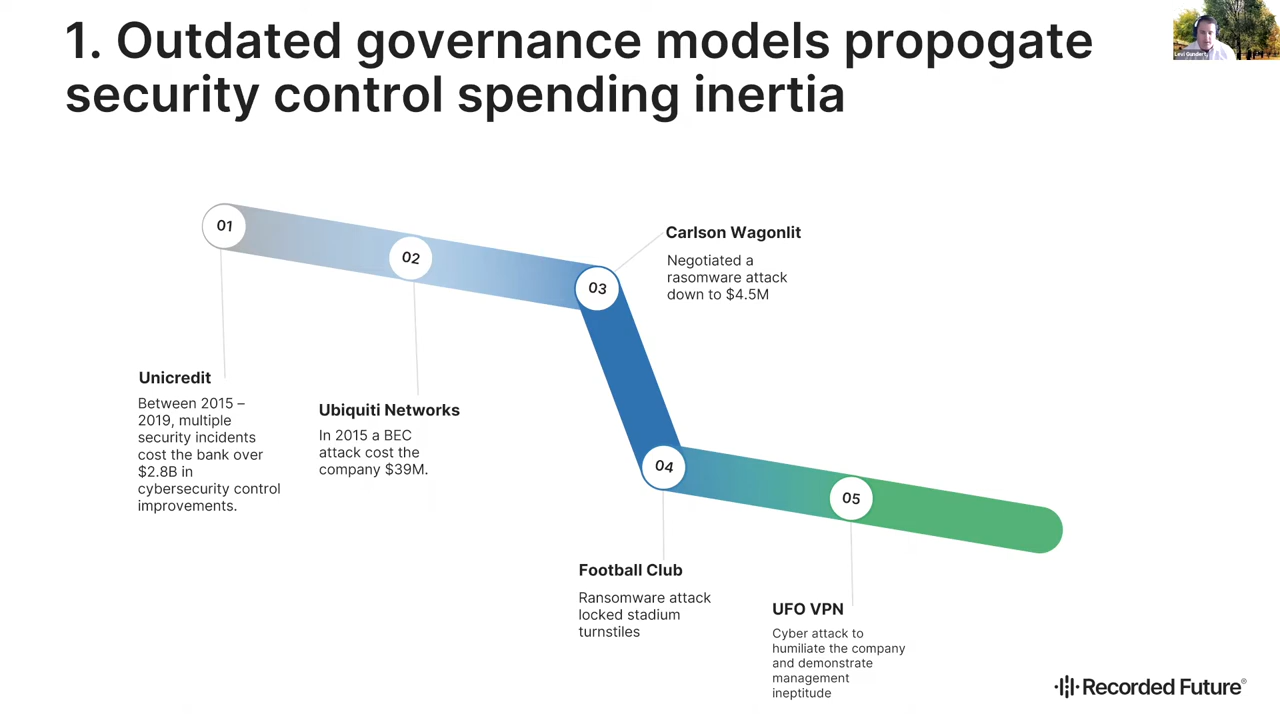 1. Outdated governance models propogate
security control spending inertia
Levi Gundert
01
02
03
Carlson Wagonlit
Negotiated a
rasomware attack
down to $4.5M
Unicredit
Between 2015 –
2019, multiple
security incidents
cost the bank over
$2.8B in
cybersecurity control
improvements.
Ubiquiti Networks
In 2015 a BEC
attack cost the
company $39M.
04
05
Football Club
Ransomware attack
locked stadium
turnstiles
UFO VPN
Cyber attack to
humiliate the company
and demonstrate
management
ineptitude
Recorded Future®